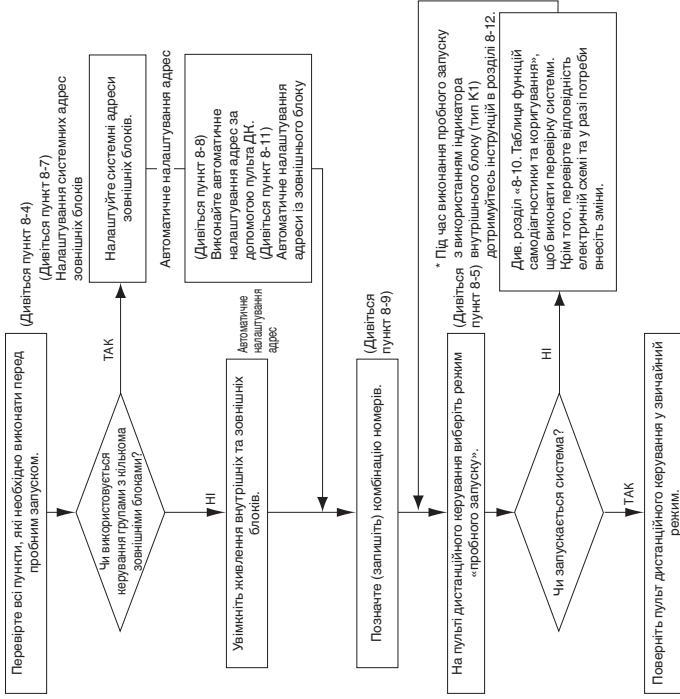 Перевірте всі пункти, які необхідно виконати перед
пробним запуском.
(Дивіться пункт 8-4)
(Дивіться пункт 8-7)
Налаштування системних адрес
зовнішніх блоків
Чи використовується
керування групами з кількома
зовнішніми блоками?
ТАК
Налаштуйте системні адреси
зовнішніх блоків.
Автоматичне налаштування адрес
(Дивіться пункт 8-8)
Виконайте автоматичне
налаштування адрес за
допомогою пульта ДК.
(Дивіться пункт 8-11)
Автоматичне налаштування
адреси із зовнішнього блоку
НІ
Увімкніть живлення внутрішніх та зовнішніх
блоків.
Автоматичне
налаштування
адрес
Позначте (запишіть) комбінацію номерів.
(Дивіться
пункт 8-9)
На пульті дистанційного керування виберіть режим
«пробного запуску».
(Дивіться
пункт 8-5)
* Під час виконання пробного запуску
з використанням індикатора
внутрішнього блоку (тип K1)
дотримуйтесь інструкцій в розділі 8-12.
Чи запускається система?
НІ
Див. розділ «8-10. Таблиця функцій
самодіагностики та коригування»,
щоб виконати перевірку системи.
Крім того, перевірте відповідність
електричній схемі та у разі потреби
внесіть зміни.
ТАК
Поверніть пульт дистанційного керування у звичайний
режим.